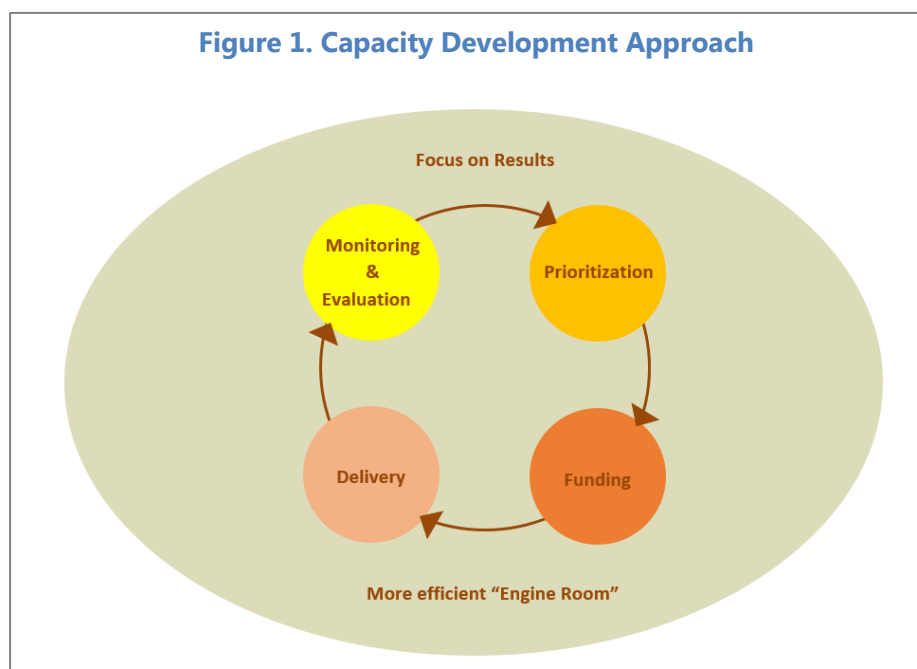 Figure 1. Capacity Development Approach
Focus on Results
Monitoring
&
Evaluation
Prioritization
Delivery
Funding
More efficient “Engine Room”